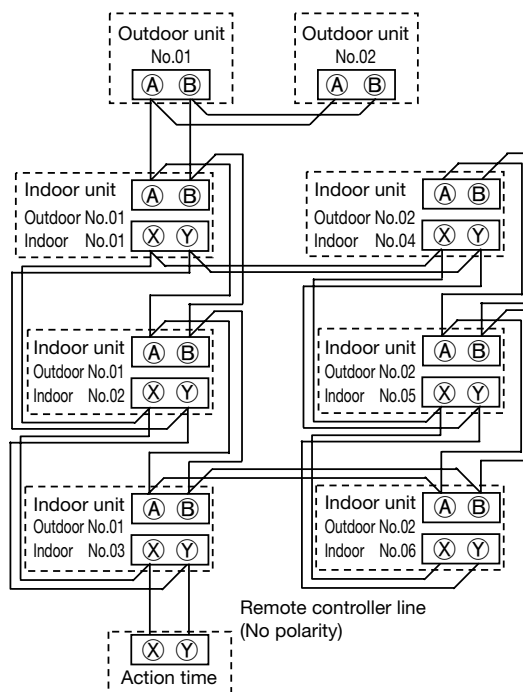 Outdoor unit
No.01
A B
Outdoor unit
No.02
A B
Indoor unit
Outdoor No.01
Indoor No.01
A B
X Y
Indoor unit
Outdoor No.02
Indoor No.04
A B
X Y
Indoor unit
Outdoor No.01
Indoor No.02
A B
X Y
Indoor unit
Outdoor No.02
Indoor No.05
A B
X Y
Indoor unit
Outdoor No.01
Indoor No.03
A B
X Y
Indoor unit
Outdoor No.02
Indoor No.06
A B
X Y
Remote controller line
(No polarity)
X Y
Action time